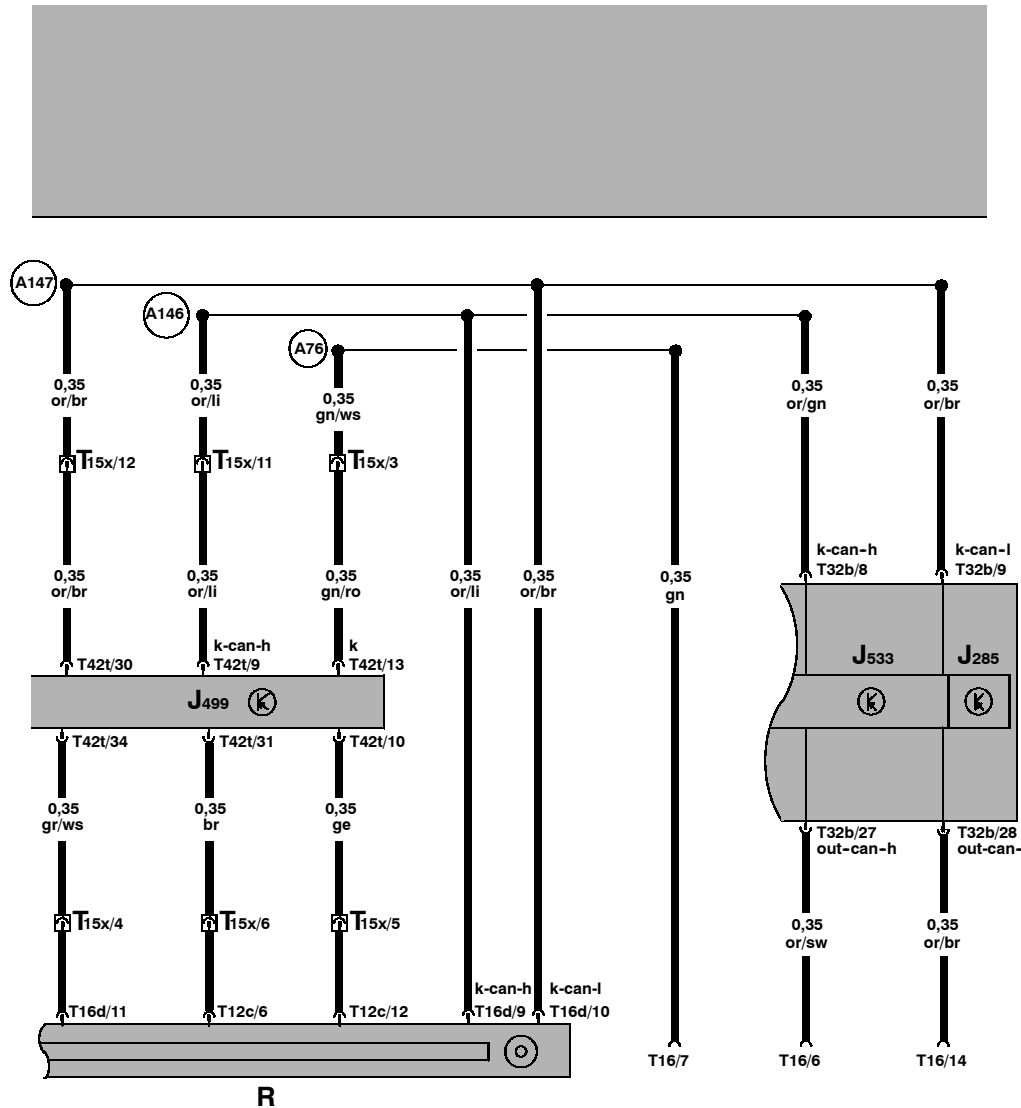 A147
A146
A76
0,35
or/br
0,35
or/li
0,35
gn/ws
0,35
or/gn
0,35
or/br
T15x/12
T15x/11
T15x/3
k-can-h
T32b/8
k-can-l
T32b/9
0,35
or/br
0,35
or/li
0,35
gn/ro
0,35
or/li
0,35
or/br
0,35
gn
T42t/30
k-can-h
T42t/9
k
T42t/13
J533
J285
J499
T42t/34
T42t/31
T42t/10
0,35
gr/ws
0,35
br
0,35
ge
T32b/27
out-can-h
T32b/28
out-can-
T15x/4
T15x/6
T15x/5
0,35
or/sw
0,35
or/br
T16d/11
T12c/6
T12c/12
k-can-h
T16d/9
k-can-l
T16d/10
T16/7
T16/6
T16/14
R